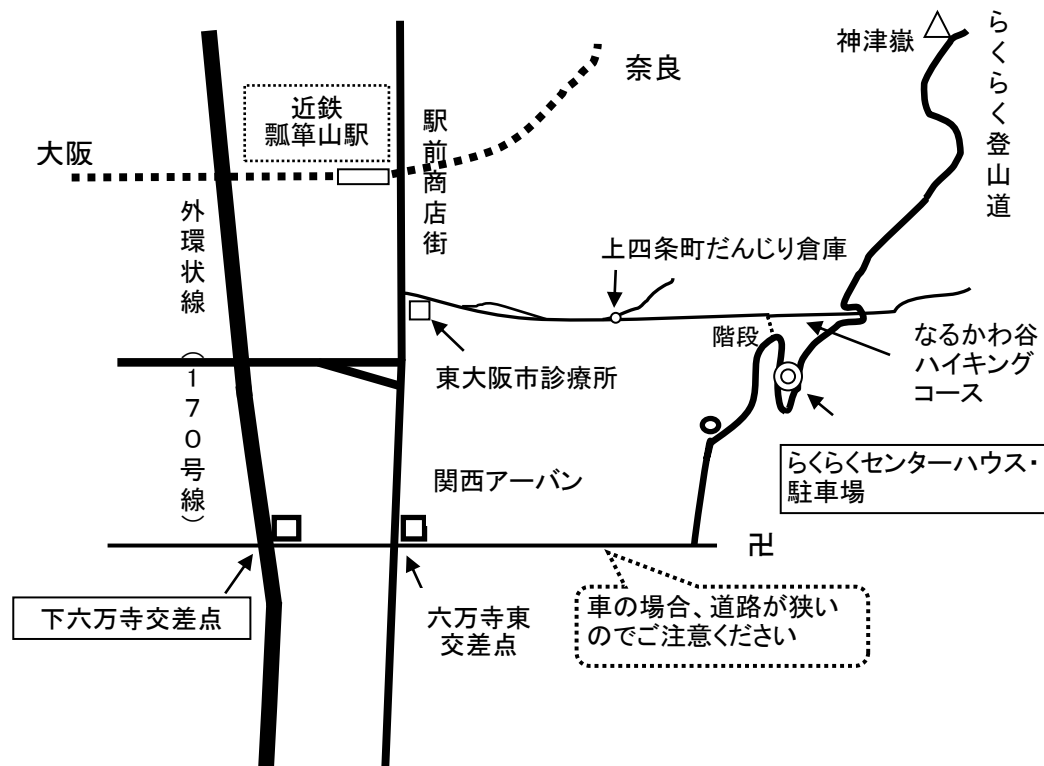 神津嶽
らくらく登山道
奈良
近鉄
瓢箪山駅
駅前商店街
大阪
外環状線
(170号線)
上四条町だんじり倉庫
階段
なるかわ谷
ハイキング
コース
東大阪市診療所
らくらくセンターハウス・
駐車場
関西アーバン
卍
下六万寺交差点
六万寺東
交差点
車の場合、道路が狭い
のでご注意ください